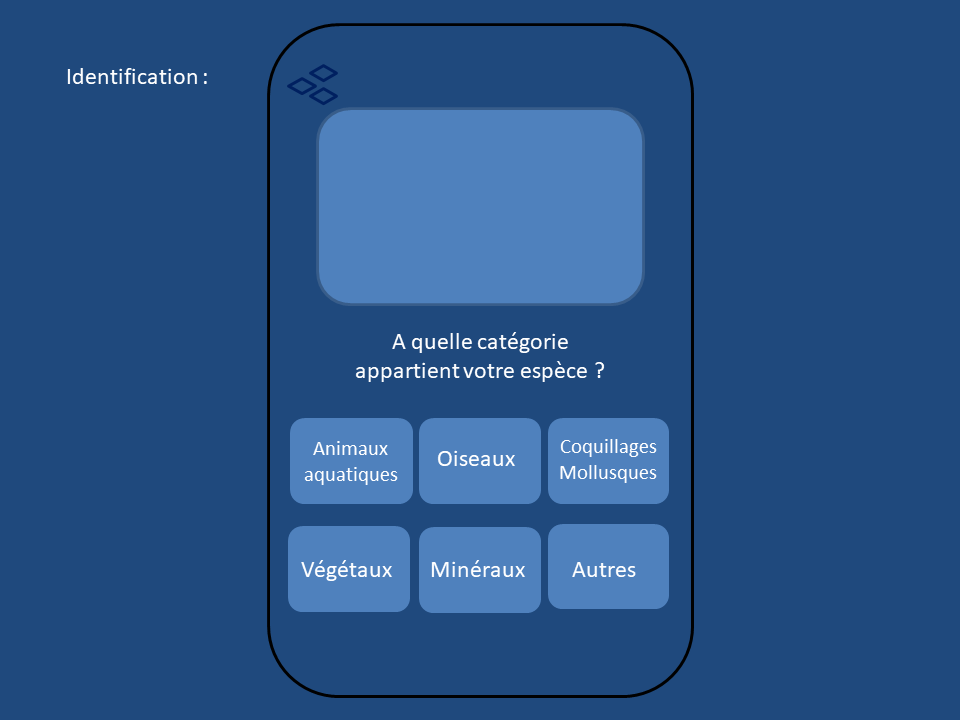 Identification :
A quelle catégorie
appartient votre espèce ?
Animaux
aquatiques
Oiseaux
Coquillages
Mollusques
Végétaux
Minéraux
Autres